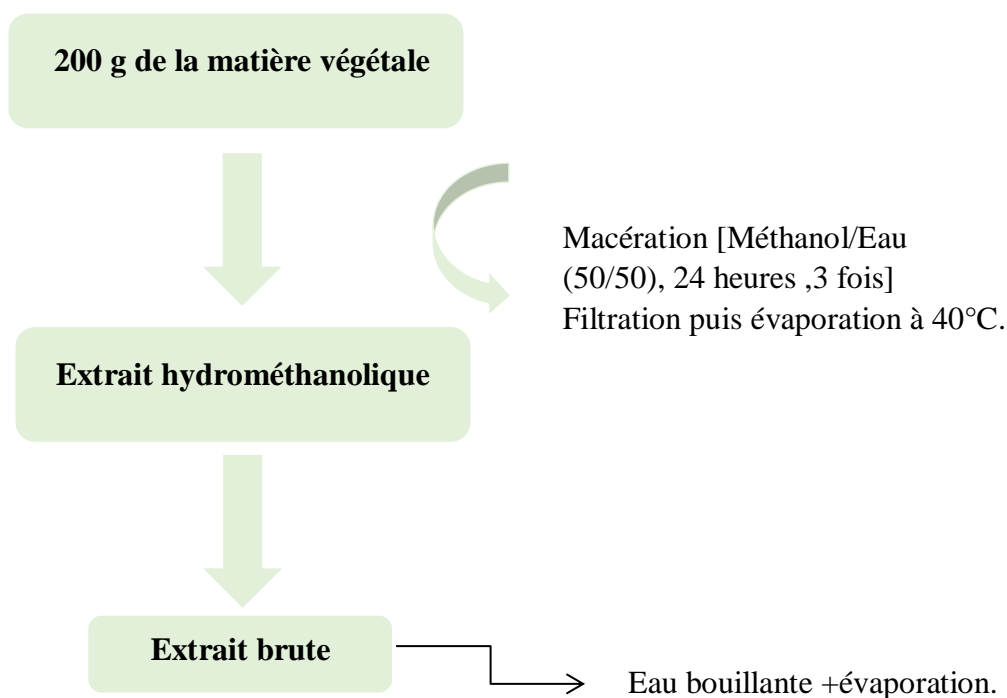 200 g de la matière végétale
Macération [Méthanol/Eau
(50/50), 24 heures ,3 fois]
Filtration puis évaporation à 40°C.
Extrait hydrométhanolique
Extrait brute
Eau bouillante +évaporation.